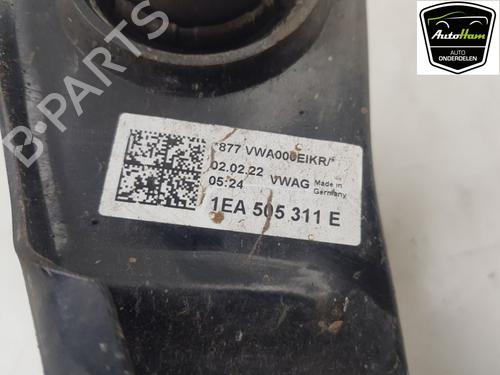 AutoHam
AUTO
ONDERDELEN
B-PARTS
*877 VWA000EIKR/*
02.02.22 VWAG Made in
05:24 Germany
1EA 505 311 E